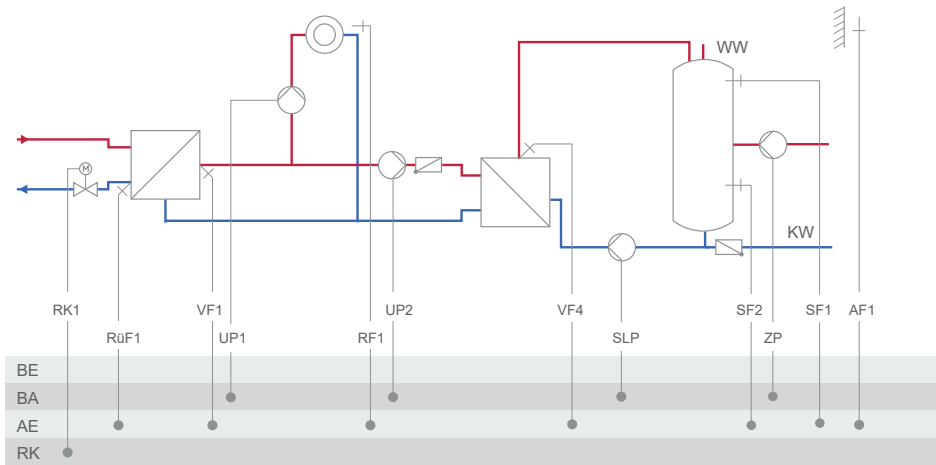 WW
M
KW
RK1
VF1
UP2
VF4
SF2
SF1
AF1
RüF1
UP1
RF1
SLP
ZP
BE
BA
AE
RK